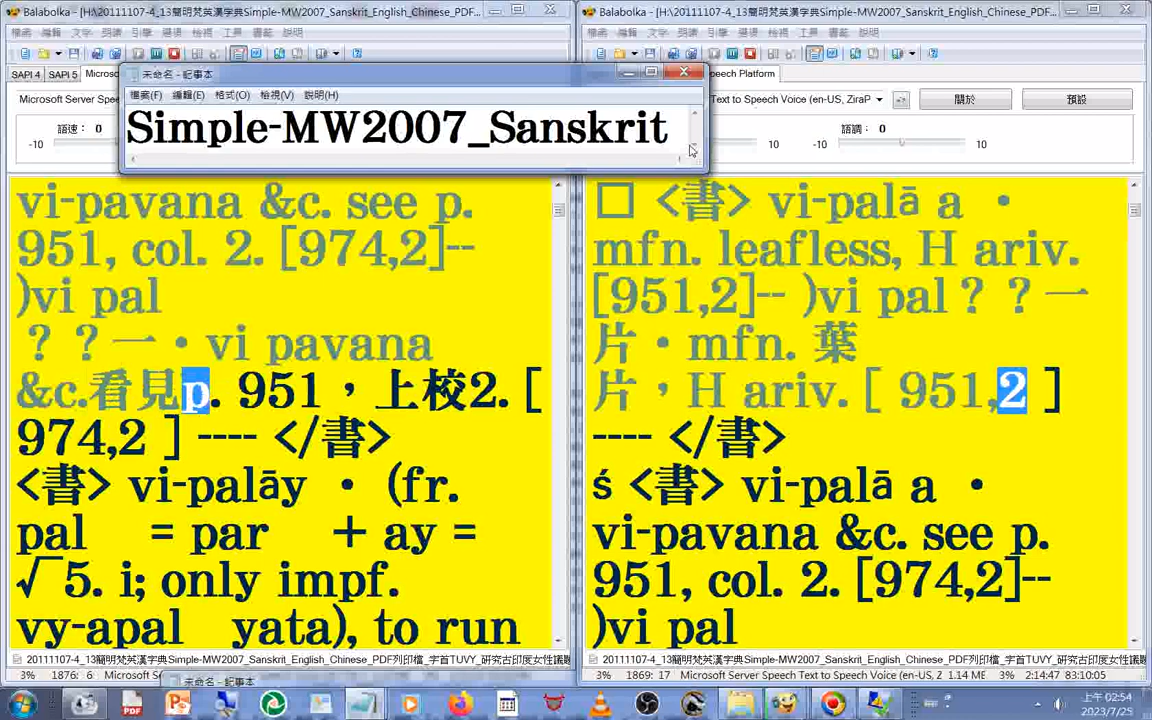 Balabolka - [H:\20111107-4_13簡明梵英漢字典Simple-MW2007_Sanskrit_English_Chinese_PDF...
Balabolka - [H:\20111107-4_13簡明梵英漢字典Simple-MW2007_Sanskrit_English_Chinese_PDF...
SAPI 4 SAPI 5 Micros
未命名 - 記事本
peech Platform
檔案(F) 編輯(E) 格式(O) 檢視(V) 說明(H)
Microsoft Server Spe
Text to Speech Voice (en-US, ZiraP
關於
預設
Simple-MW2007_Sanskrit
語速： 0
-10
10
語調： 0
-10
10
vi-pavana &c. see p.
951, col. 2. [974,2]--
)vi pal
？？一・vi pavana
&c.看見p. 951，上校2. [
974,2 ] ---- </書>
<書> vi-palāy ・ (fr.
pal = par + ay =
√5. i; only impf.
vy-apal yata), to run
□ <書> vi-palā a ・
mfn. leafless, H ariv.
[951,2]-- )vi pal？？一
片・mfn. 葉
片，H ariv. [ 951,2 ]
---- </書>
ś <書> vi-palā a ・
vi-pavana &c. see p.
951, col. 2. [974,2]--
)vi pal
20111107-4_13簡明梵英漢字典Simple-MW2007_Sanskrit_English_Chinese_PDF列印檔_字首TUVY_研究古印度女性議題
20111107-4_13簡明梵英漢字典Simple-MW2007_Sanskrit_English_Chinese_PDF列印檔_字首TUVY_研究古印度女性議題
3% 1876: 6 Microsoft S
未命名 - 記事本
3% 1869: 17 Microsoft Server Speech Text to Speech Voice (en-US, Z 1.14 ME 3% 2:14:47 83:10:05
上午 02:54
2023/7/25